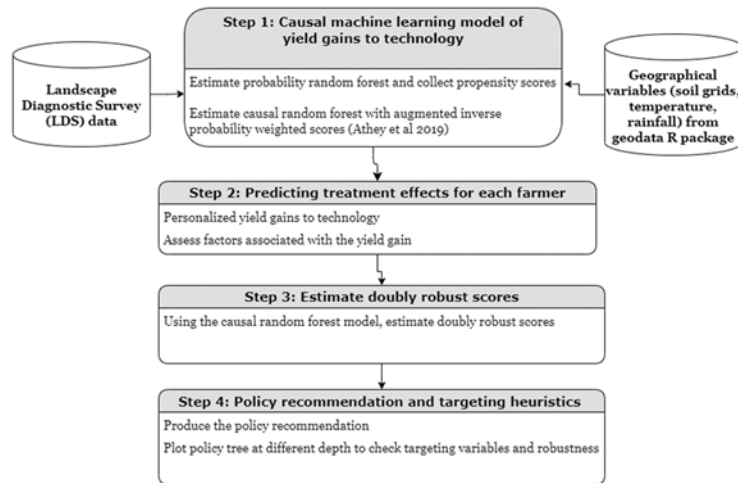 Step 1: Causal machine learning model of
yield gains to technology
Estimate probability random forest and collect propensity scores
Estimate causal random forest with augmented inverse
probability weighted scores (Athey et al 2019)
Landscape
Diagnostic Survey
(LDS) data
Geographical
variables (soil grids,
temperature,
rainfall) from
geodata R package
Step 2: Predicting treatment effects for each farmer
Personalized yield gains to technology
Assess factors associated with the yield gain
Step 3: Estimate doubly robust scores
Using the causal random forest model, estimate doubly robust scores
Step 4: Policy recommendation and targeting heuristics
Produce the policy recommendation
Plot policy tree at different depth to check targeting variables and robustness